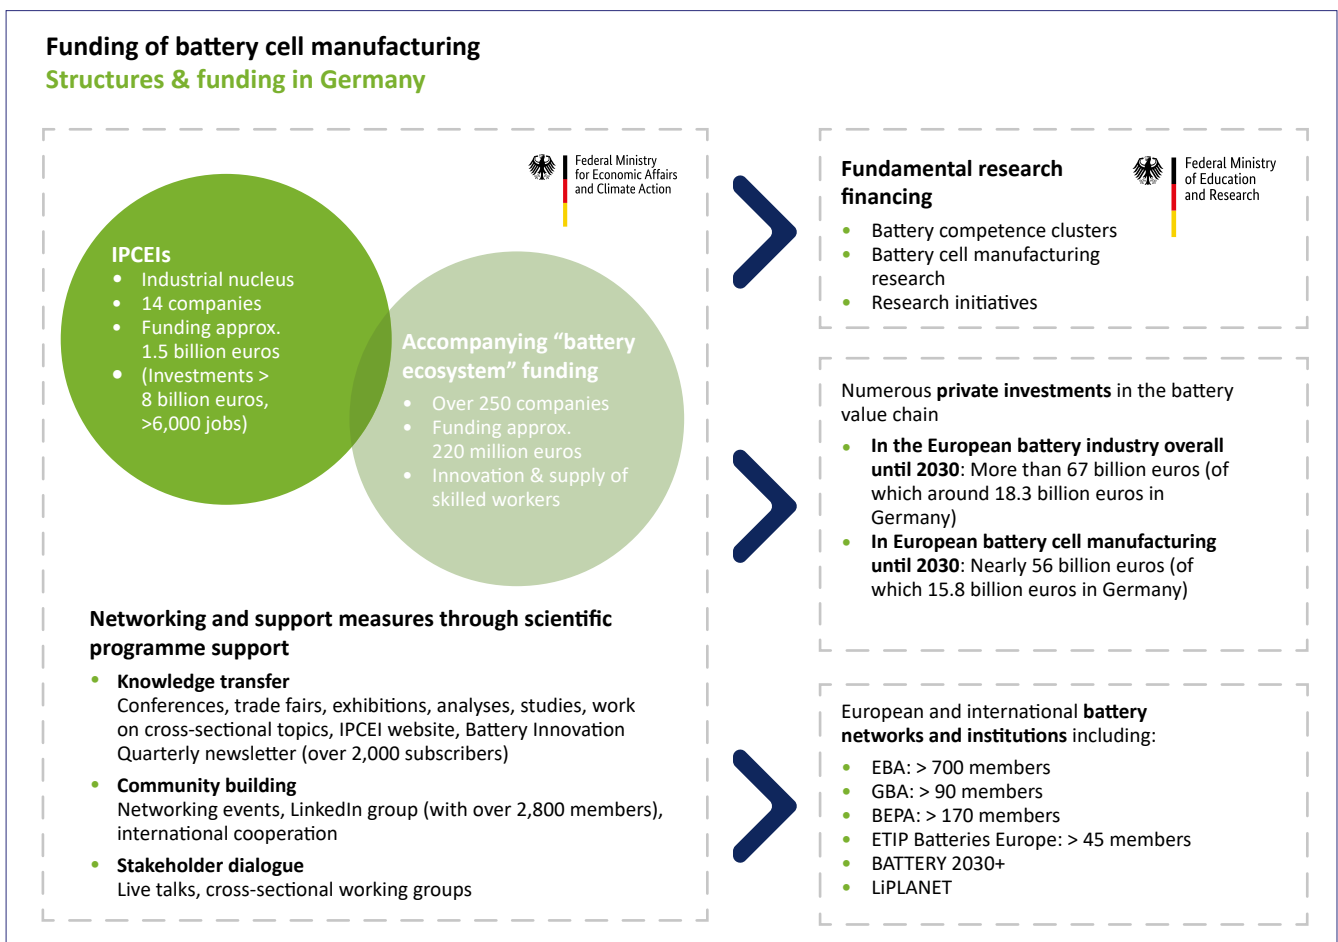 Funding of battery cell manufacturing
Structures & funding in Germany
Federal Ministry
for Economic Affairs
and Climate Action
IPCEIs
• Industrial nucleus
• 14 companies
• Funding approx.
1.5 billion euros
• (Investments >
8 billion euros,
>6,000 jobs)
Accompanying “battery
ecosystem” funding
• Over 250 companies
• Funding approx.
220 million euros
• Innovation & supply of
skilled workers
Networking and support measures through scientific
programme support
• Knowledge transfer
Conferences, trade fairs, exhibitions, analyses, studies, work
on cross-sectional topics, IPCEI website, Battery Innovation
Quarterly newsletter (over 2,000 subscribers)
• Community building
Networking events, LinkedIn group (with over 2,800 members),
international cooperation
• Stakeholder dialogue
Live talks, cross-sectional working groups
Fundamental research
financing
Federal Ministry
of Education
and Research
• Battery competence clusters
• Battery cell manufacturing
research
• Research initiatives
Numerous private investments in the battery
value chain
• In the European battery industry overall
until 2030: More than 67 billion euros (of
which around 18.3 billion euros in
Germany)
• In European battery cell manufacturing
until 2030: Nearly 56 billion euros (of
which 15.8 billion euros in Germany)
European and international battery
networks and institutions including:
• EBA: > 700 members
• GBA: > 90 members
• BEPA: > 170 members
• ETIP Batteries Europe: > 45 members
• BATTERY 2030+
• LiPLANET